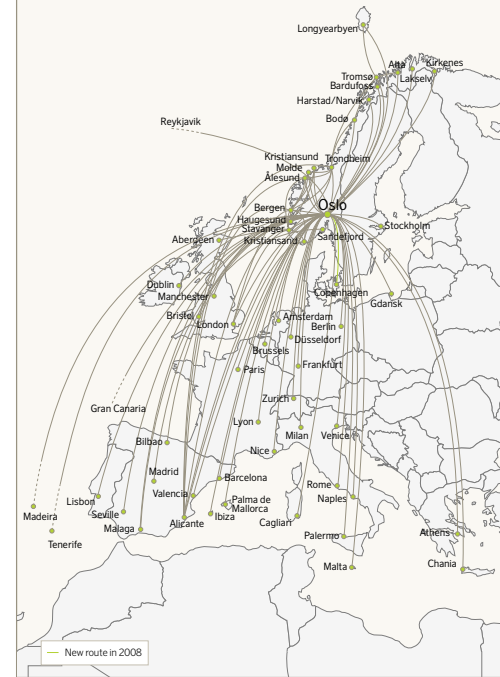 Longyearbyen
Alta
Kirkenes
Tromsø
Lakselv
Bardufoss
Harstad/Narvik
Bodø
Reykjavik
Kristiansund
Trondheim
Molde
Ålesund
Oslo
Bergen
Haugesund
Stavanger
Stockholm
Aberdeen
Kristiansand
Sandefjord
Dublin
Manchester
Copenhagen
Gdansk
Bristol
London
Amsterdam
Berlin
Düsseldorf
Brussels
Paris
Frankfurt
Gran Canaria
Zurich
Lyon
Milan
Venice
Bilbao
Nice
Madrid
Barcelona
Rome
Valencia
Lisbon
Palma de
Mallorca
Naples
Madeira
Seville
Ibiza
Cagliari
Malaga
Alicante
Palermo
Athens
Tenerife
Malta
Chania
New route in 2008